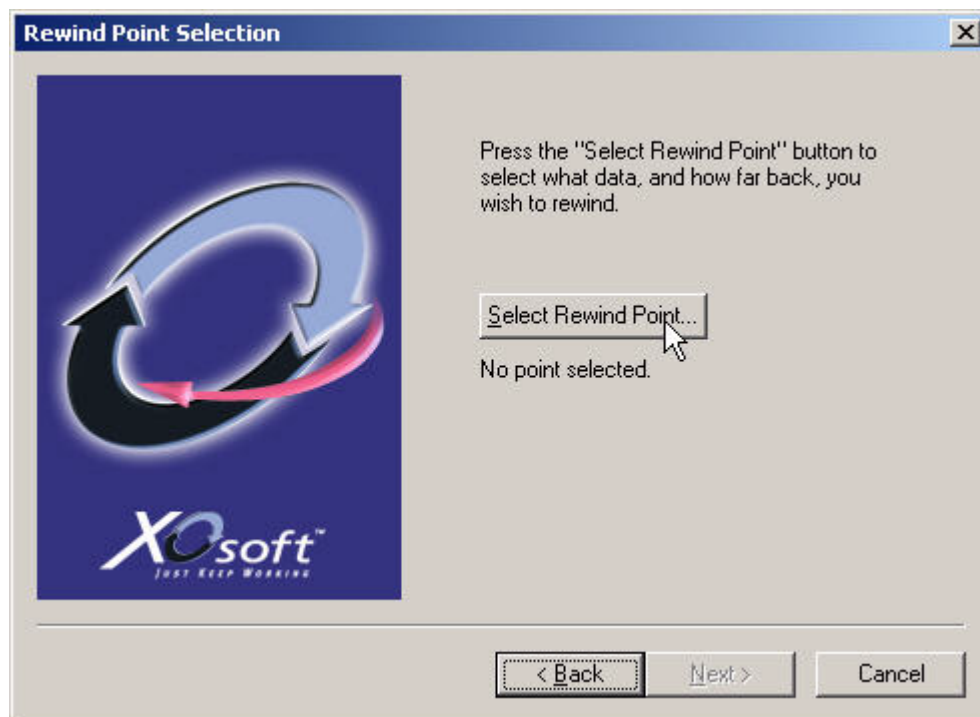 Rewind Point Selection
Press the "Select Rewind Point" button to
select what data, and how far back, you
wish to rewind.
Select Rewind Point...
No point selected.
XOsoft™
JUST KEEP WORKING
< Back
Next >
Cancel